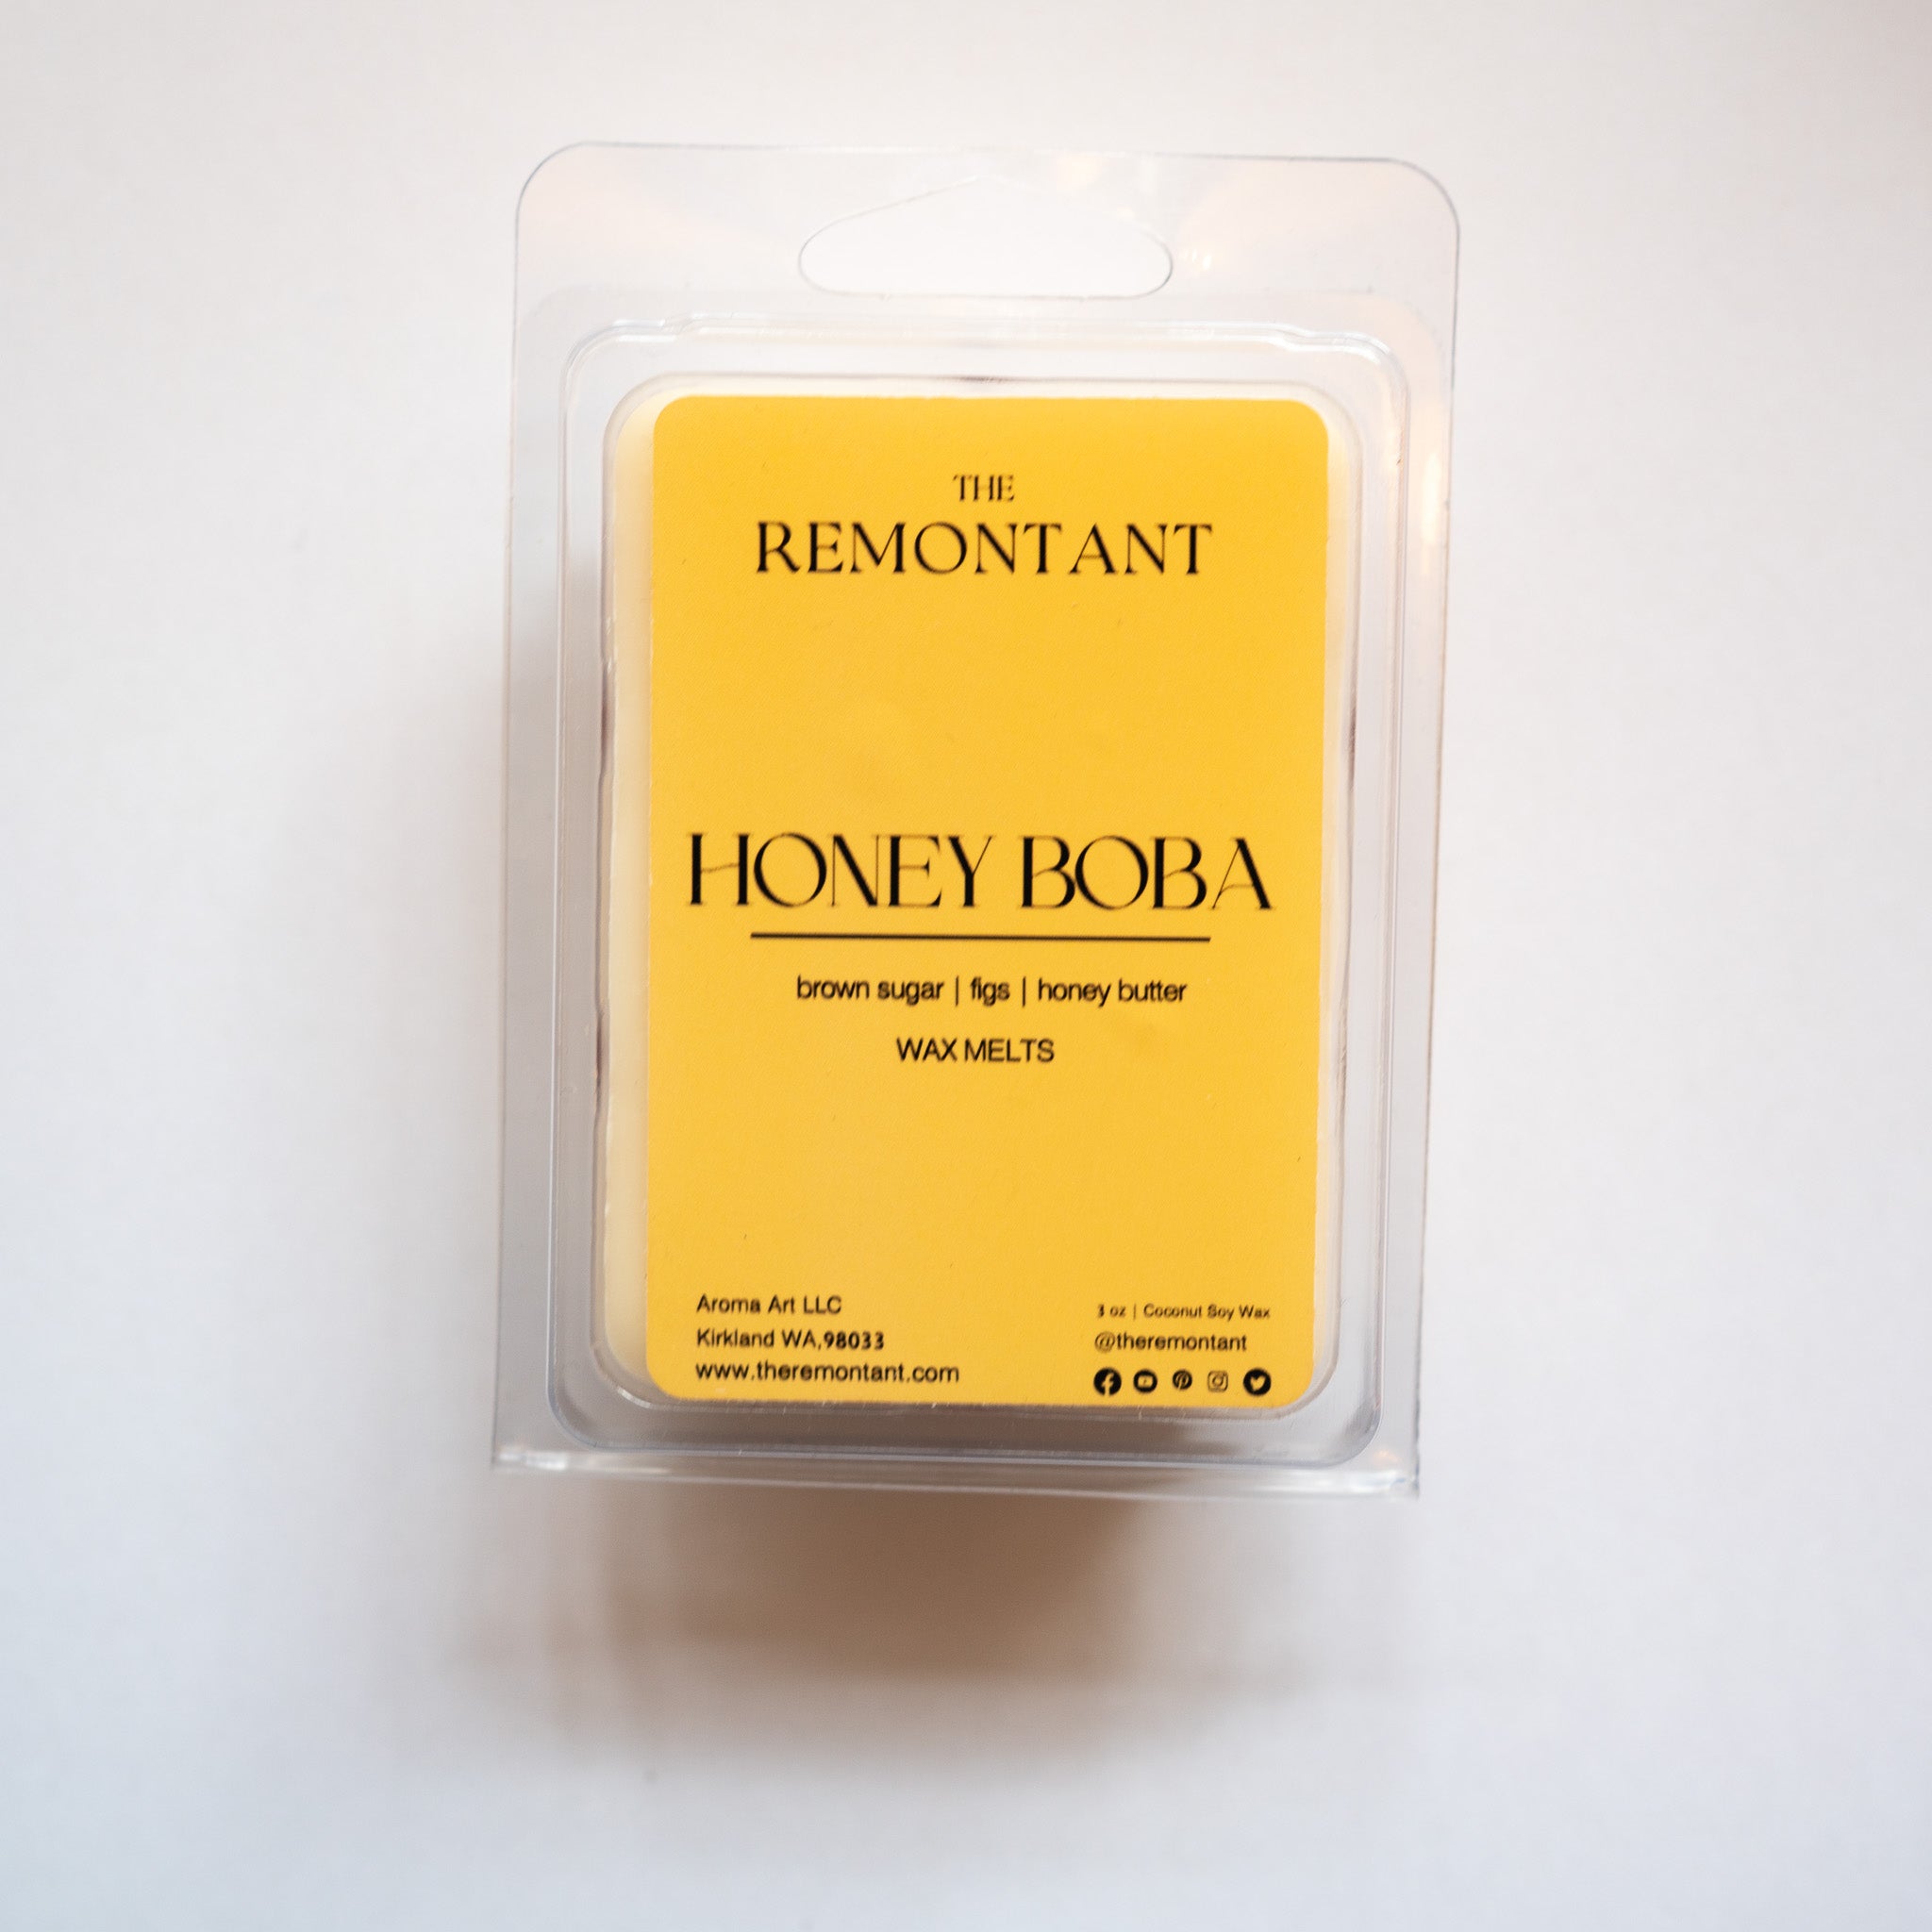 THE
REMONTANT
HONEY BOBA
brown sugar | figs | honey butter
WAX MELTS
Aroma Art LLC
Kirkland WA,98033
www.theremontant.com
3 oz | Coconut Soy Wax
@theremontant